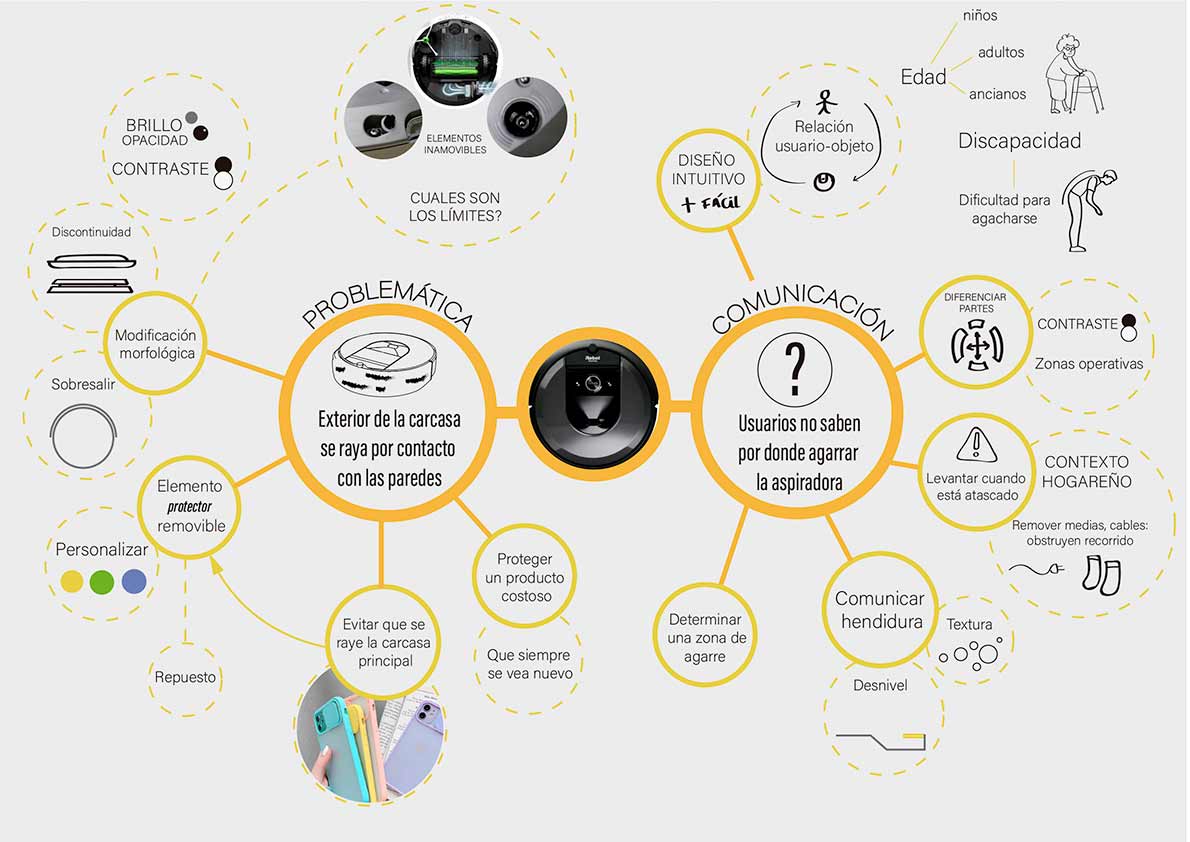 niños
adultos
Edad
ancianos
Discapacidad
Dificultad para
agacharse
BRILLO
OPACIDAD
CONTRASTE
ELEMENTOS
INAMOVIBLES
CUALES SON
LOS LÍMITES?
DISEÑO
INTUITIVO
+ FÁCIL
Relación
usuario-objeto
Discontinuidad
Modificación
morfológica
Sobresalir
PROBLEMÁTICA
Exterior de la carcasa
se raya por contacto
con las paredes
iRobot
COMUNICACIÓN
?
Usuarios no saben
por donde agarrar
la aspiradora
DIFERENCIAR
PARTES
CONTRASTE
Zonas operativas
Levantar cuando
está atascado
CONTEXTO
HOGAREÑO
Remover medias, cables:
obstruyen recorrido
Elemento
protector
removible
Personalizar
Repuesto
Evitar que se
raye la carcasa
principal
Proteger
un producto
costoso
Que siempre
se vea nuevo
Determinar
una zona de
agarre
Comunicar
hendidura
Textura
Desnivel